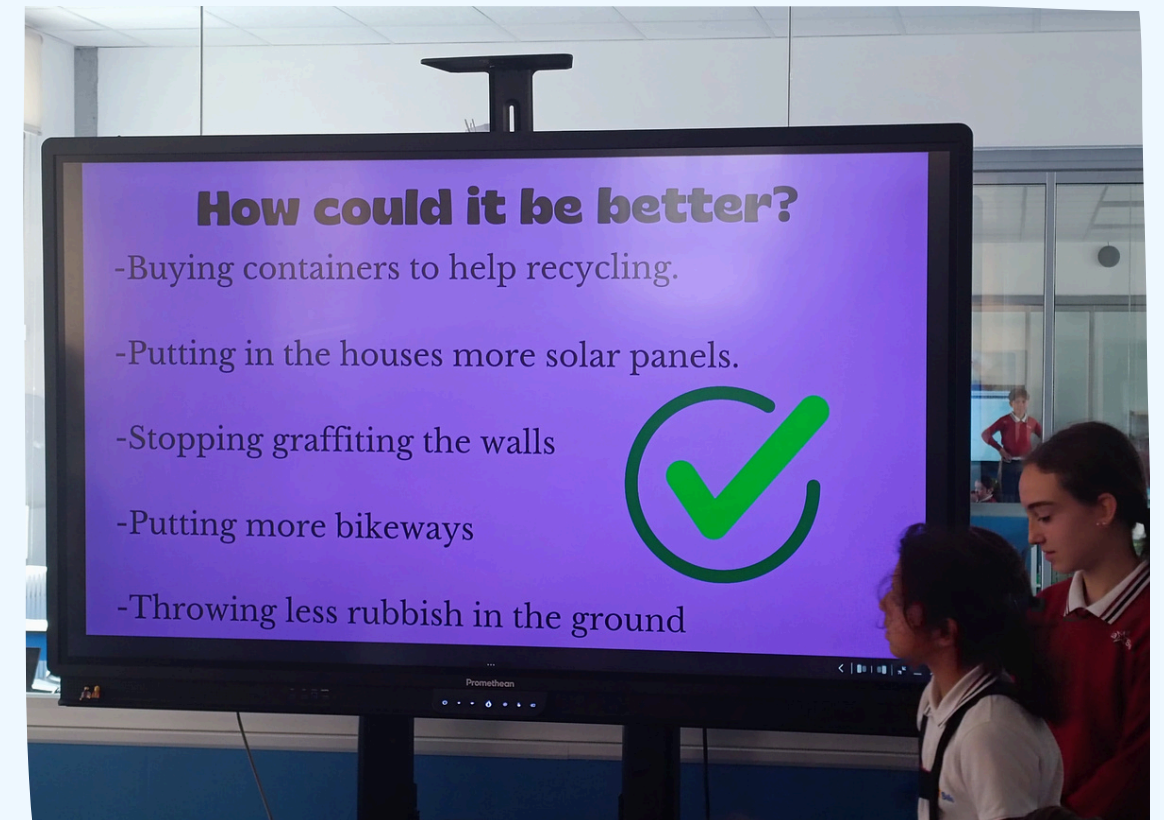 How could it be better?
-Buying containers to help recycling.
-Putting in the houses more solar panels.
-Stopping graffiting the walls
-Putting more bikeways
-Throwing less rubbish in the ground
Promethean